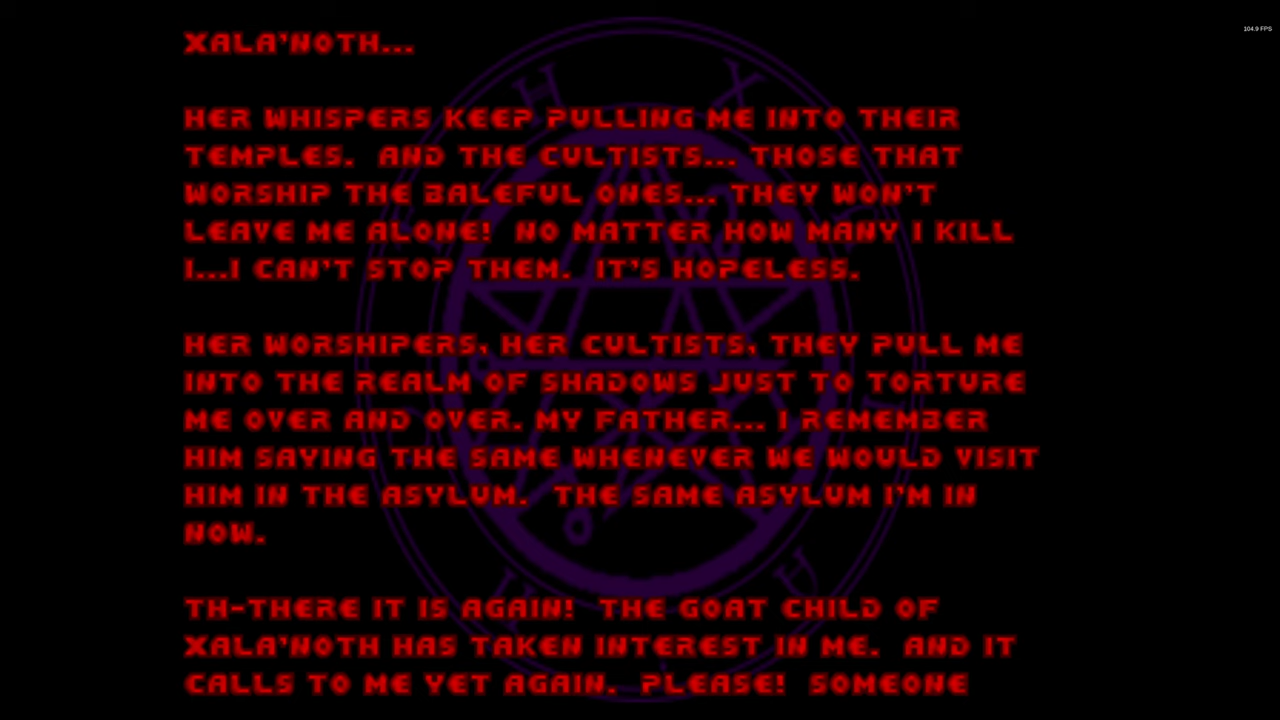 XALA'NOTH...
104.9 FPS
HER WHISPERS KEEP PULLING ME INTO THEIR
TEMPLES. AND THE CULTISTS... THOSE THAT
WORSHIP THE BALEFUL ONES... THEY WON'T
LEAVE ME ALONE! NO MATTER HOW MANY I KILL
I...I CAN'T STOP THEM. IT'S HOPELESS.
HER WORSHIPERS, HER CULTISTS, THEY PULL ME
INTO THE REALM OF SHADOWS JUST TO TORTURE
ME OVER AND OVER. MY FATHER... I REMEMBER
HIM SAYING THE SAME WHENEVER WE WOULD VISIT
HIM IN THE ASYLUM. THE SAME ASYLUM I'M IN
NOW.
TH-THERE IT IS AGAIN! THE GOAT CHILD OF
XALA'NOTH HAS TAKEN INTEREST IN ME. AND IT
CALLS TO ME YET AGAIN. PLEASE! SOMEONE